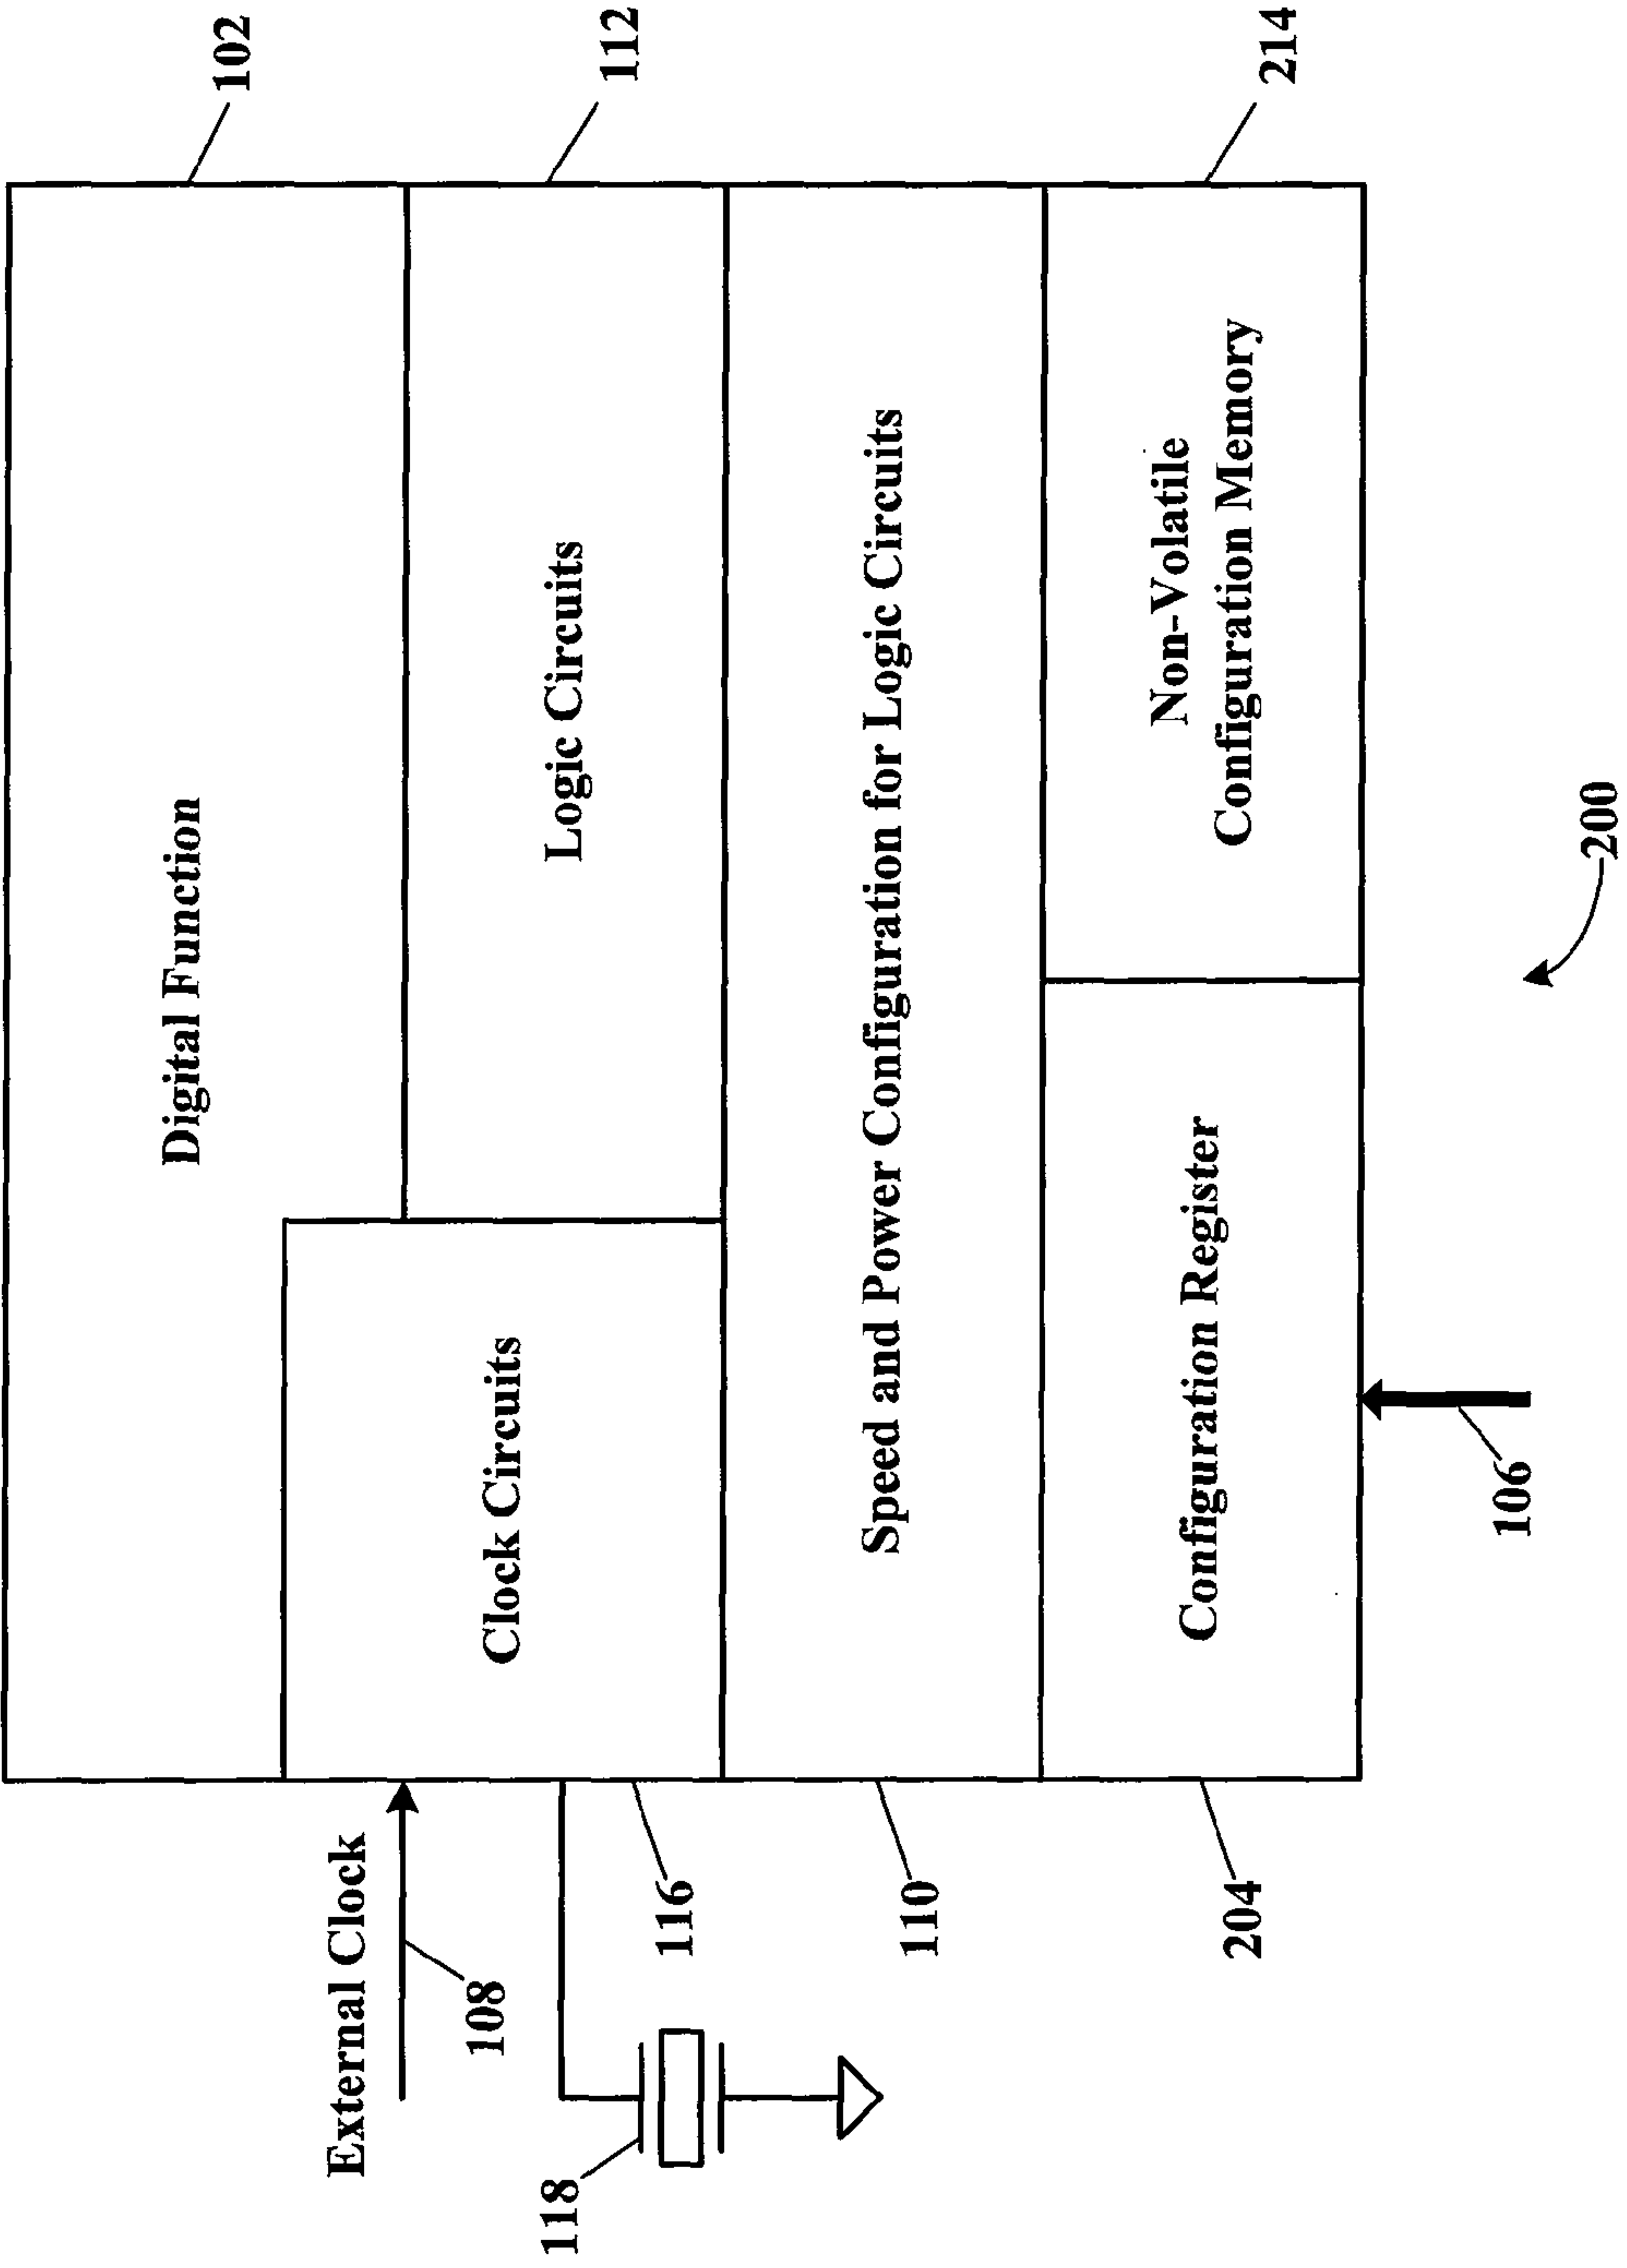 102
Digital Function
112
Logic Circuits
External Clock
108
Clock Circuits
116
118
Speed and Power Configuration for Logic Circuits
110
214
Non-Volatile
Configuration Memory
Configuration Register
204
106
200